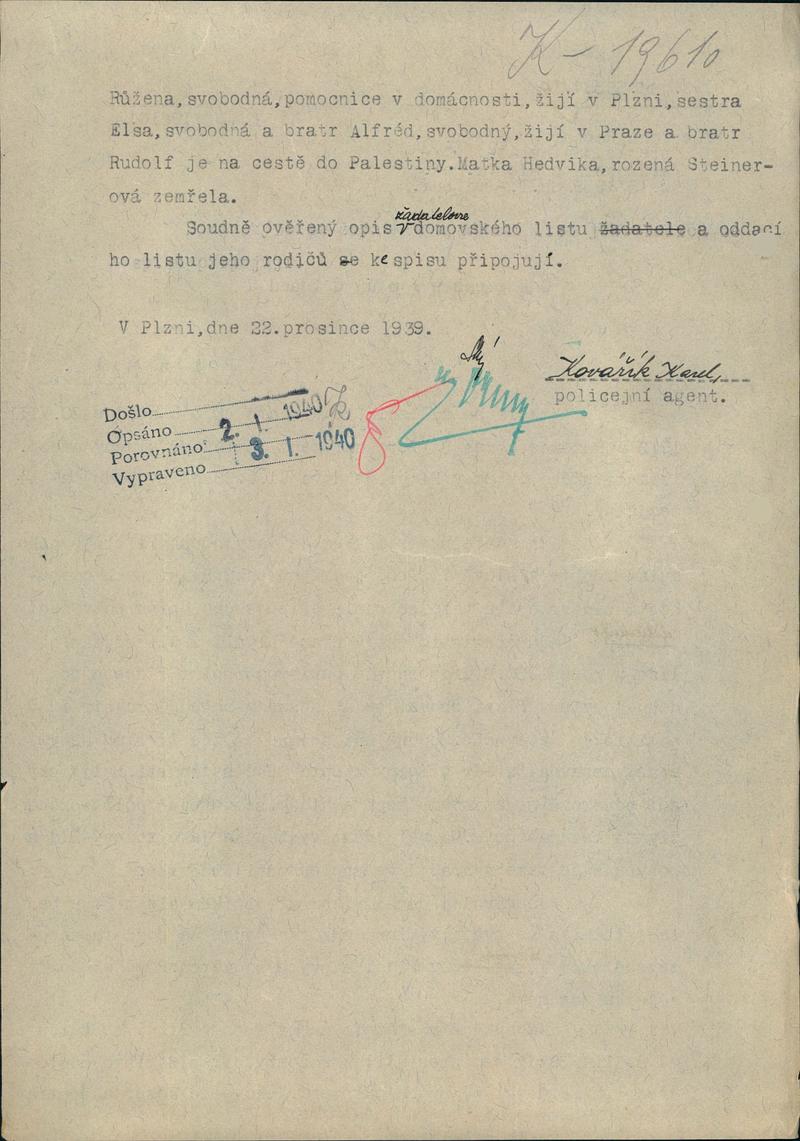 K-19610
Růžena, svobodná, pomocnice v domácnosti, žijí v Plzni, sestra
Elsa, svobodná a bratr Alfréd, svobodný, žijí v Praze a bratr
Rudolf je na cestě do Palestiny. Matka Hedvika, rozená Steiner-
ová zemřela.
žadatelova
Soudně ověřený opis domovského listu žadatele a oddací
ho listu jeho rodičů se ke spisu připojují.
V Plzni, dne 22. prosince 1939.
Kovářík Karel,
policejní agent.
Došlo
Opsáno 2. 1. 1940
Porovnáno 3. 1. 1940
Vypraveno